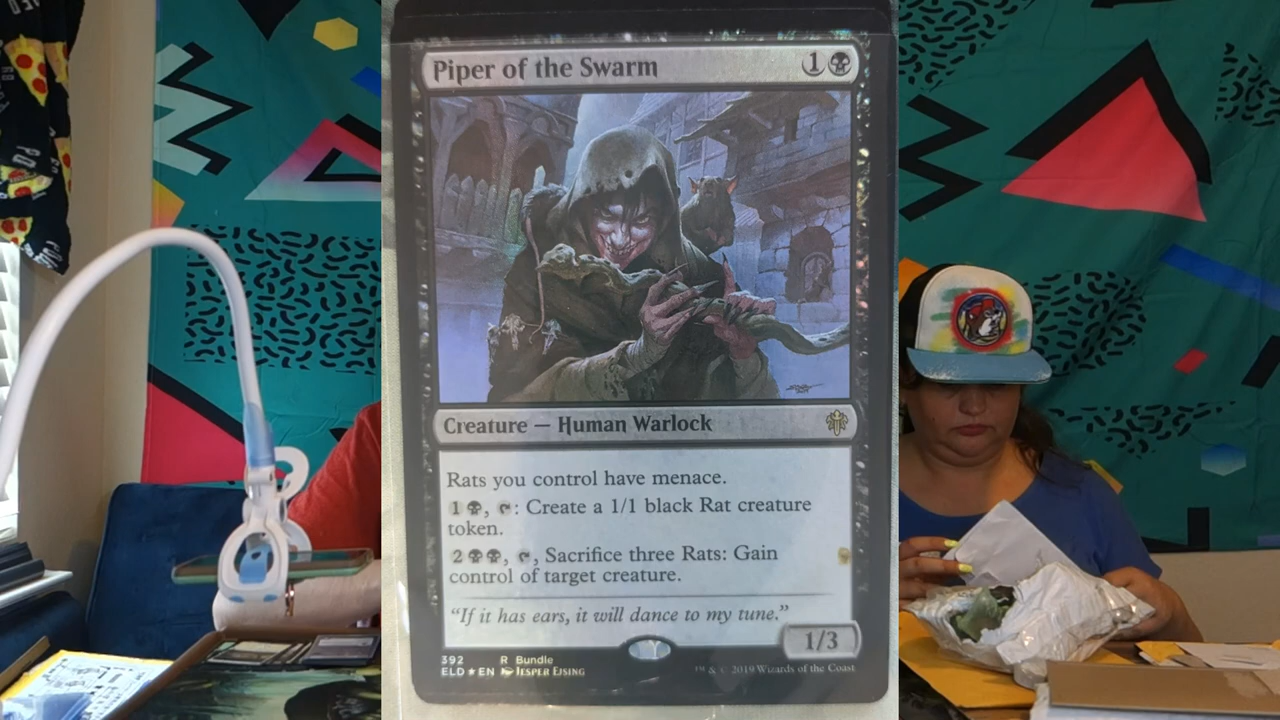 Piper of the Swarm 1
Creature — Human Warlock
Rats you control have menace.
1 , : Create a 1/1 black Rat creature
token.
2 , , Sacrifice three Rats: Gain
control of target creature.
“If it has ears, it will dance to my tune.”
1/3
392 R Bundle
ELD★EN JESPER EJSING
™ & © 2019 Wizards of the Coast